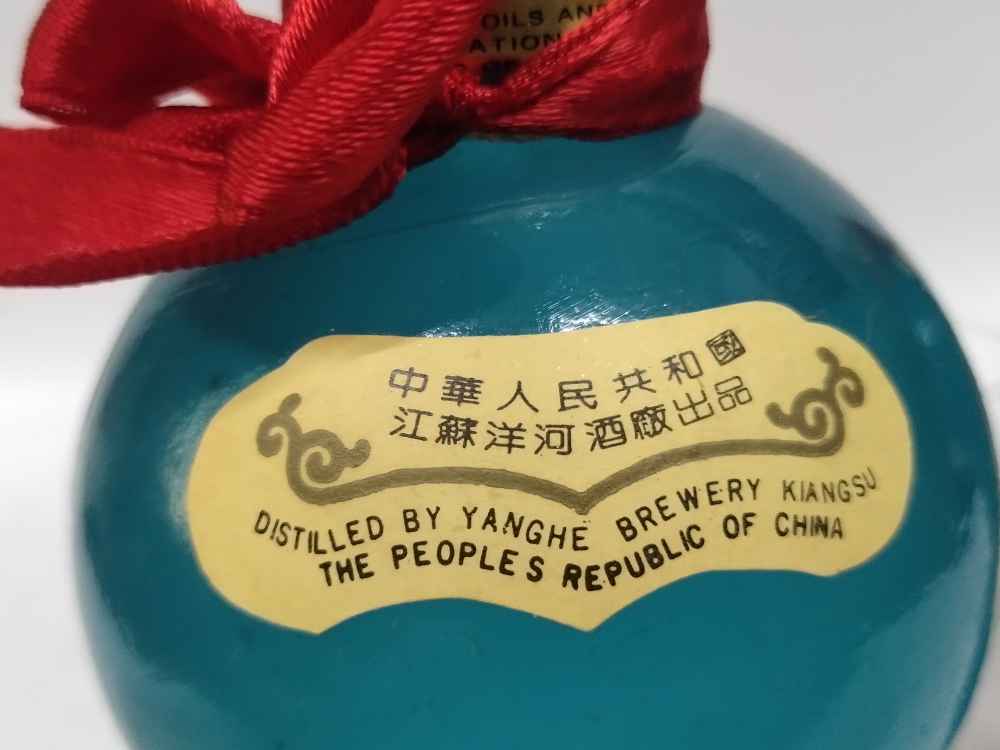 OILS AND
ATION
中華人民共和國
江蘇洋河酒廠出品
DISTILLED BY YANGHE BREWERY KIANGSU
THE PEOPLES REPUBLIC OF CHINA